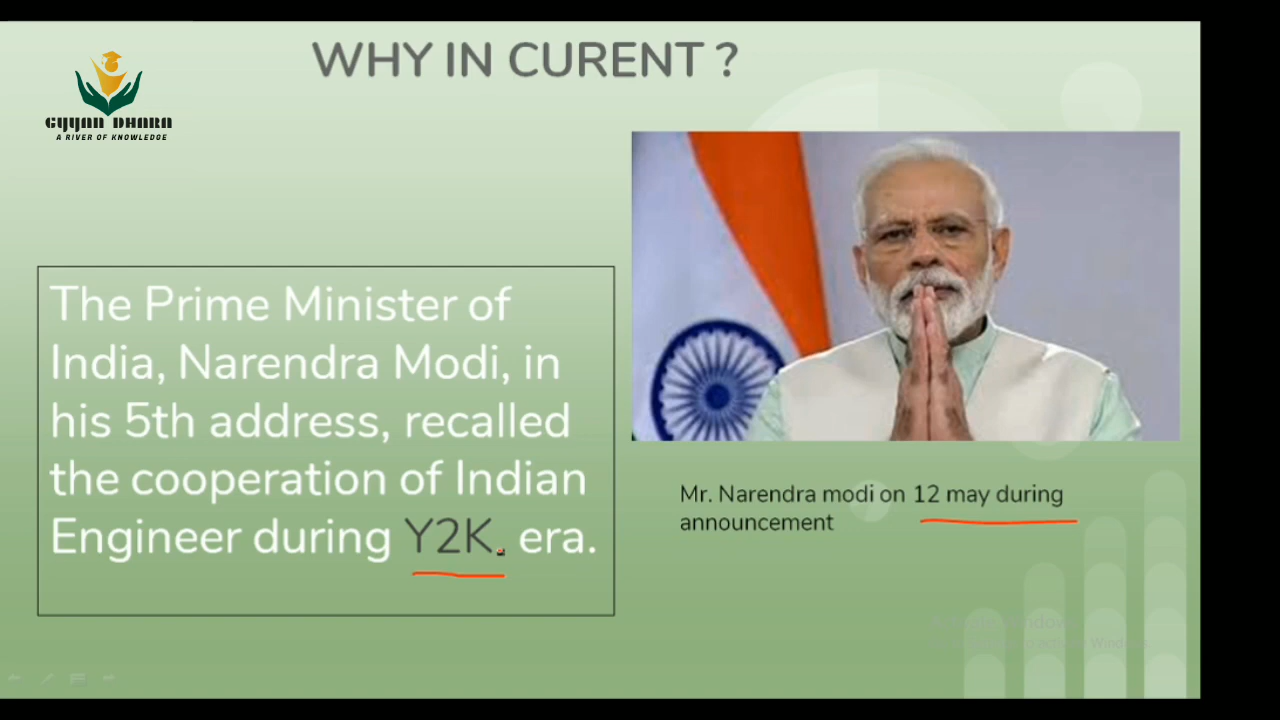 WHY IN CURENT ?
GYYAN DHARA
A RIVER OF KNOWLEDGE
The Prime Minister of
India, Narendra Modi, in
his 5th address, recalled
the cooperation of Indian
Engineer during Y2K. era.
Mr. Narendra modi on 12 may during
announcement